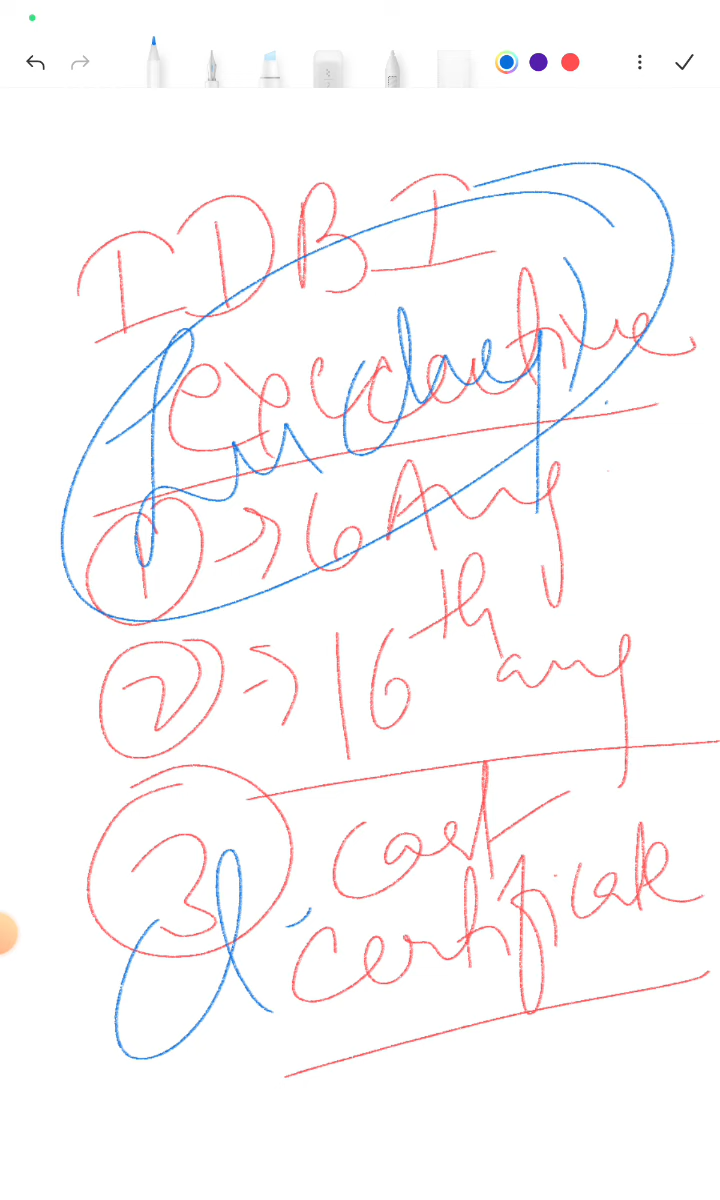 IDBI
executive
① → 6 Aug
② → 16th aug
③ cast
certificate